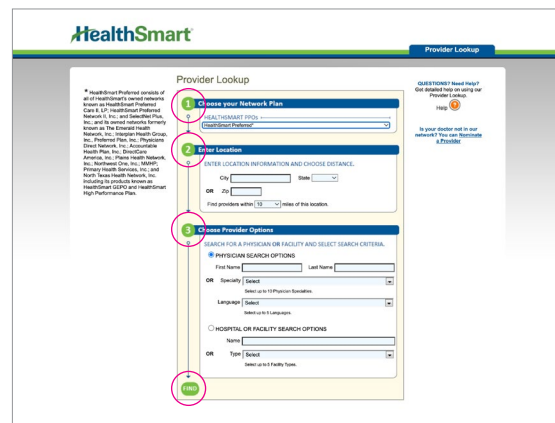 HealthSmart
Provider Lookup
* HealthSmart Preferred consists of
all of HealthSmart's owned networks
known as HealthSmart Preferred
Care II, LP; HealthSmart Preferred
Network II, Inc.; and SelectNet Plus,
Inc., and its owned networks formerly
known as The Emerald Health
Network, Inc.; Interplan Health Group,
Inc., Preferred Plan, Inc.; Physicians
Direct Network, Inc.; Accountable
Health Plan, Inc.; DirectCare
America, Inc.; Plains Health Network,
Inc.; Northwest One, Inc.; MMHP;
Primary Health Services, Inc.; and
North Texas Health Network, Inc.
including its products known as
HealthSmart GEPO and HealthSmart
High Performance Plan.
Provider Lookup
1 Choose your Network Plan
HEALTHSMART PPOs
HealthSmart Preferred*
2 Enter Location
ENTER LOCATION INFORMATION AND CHOOSE DISTANCE.
City State
OR Zip
Find providers within 10 miles of this location.
3 Choose Provider Options
SEARCH FOR A PHYSICIAN OR FACILITY AND SELECT SEARCH CRITERIA.
PHYSICIAN SEARCH OPTIONS
First Name Last Name
OR Specialty Select
Select up to 10 Physician Specialties.
Language Select
Select up to 5 Languages.
HOSPITAL OR FACILITY SEARCH OPTIONS
Name
OR Type Select
Select up to 5 Facility Types.
FIND
QUESTIONS? Need Help?
Get detailed help on using our
Provider Lookup.
Help ?
Is your doctor not in our
network? You can Nominate
a Provider